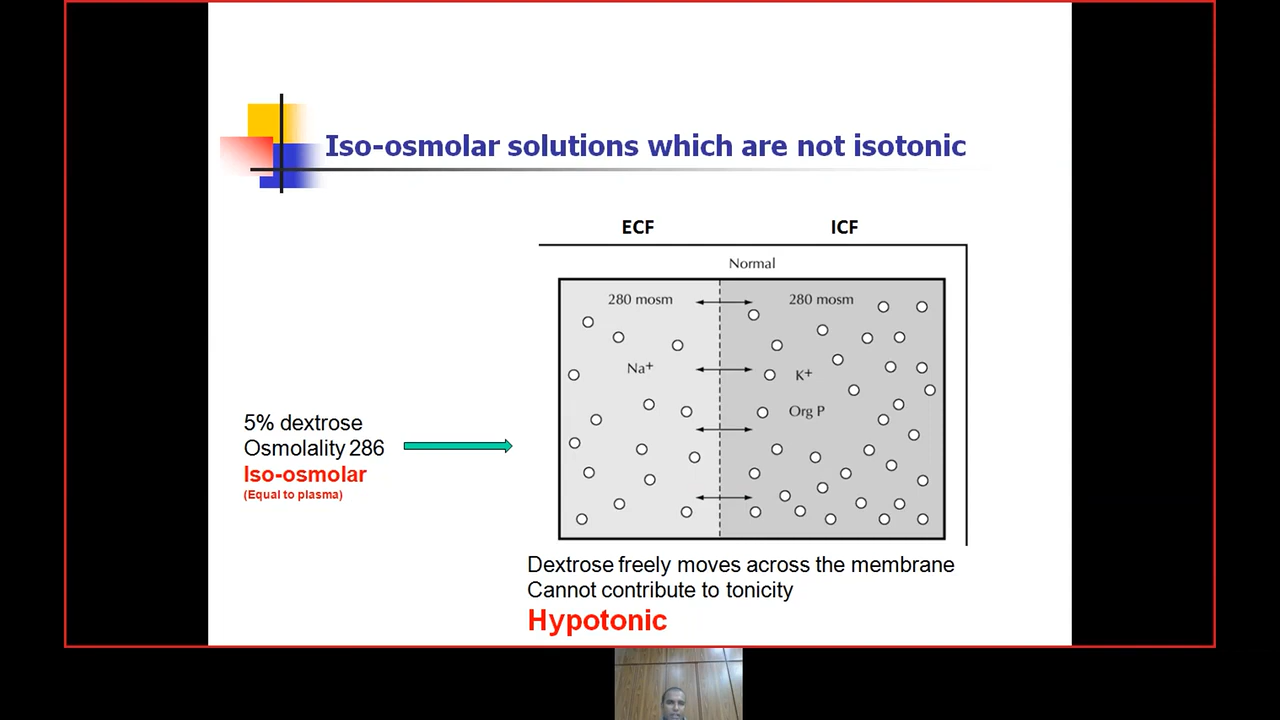 Iso-osmolar solutions which are not isotonic
ECF
ICF
Normal
280 mosm
280 mosm
Na+
K+
Org P
5% dextrose
Osmolality 286
Iso-osmolar
(Equal to plasma)
Dextrose freely moves across the membrane
Cannot contribute to tonicity
Hypotonic